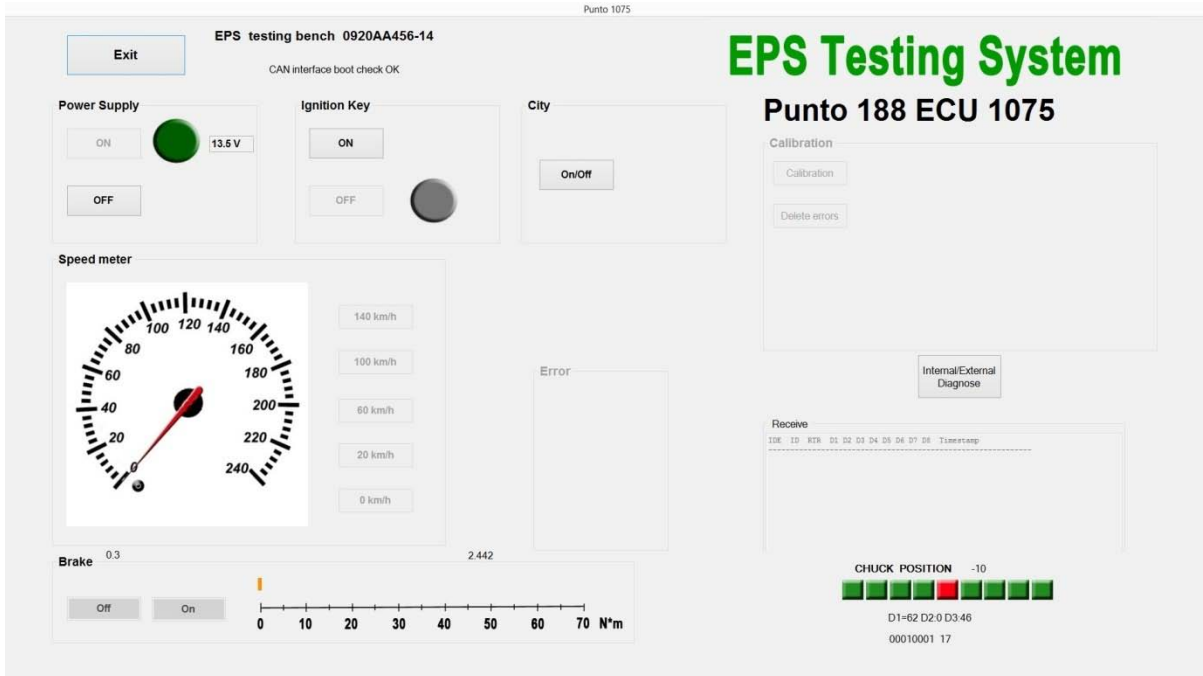 Punto 1075
Exit
EPS testing bench 0920AA456-14
CAN interface boot check OK
EPS Testing System
Punto 188 ECU 1075
Power Supply
ON
13.5 V
OFF
Ignition Key
ON
OFF
City
On/Off
Calibration
Calibration
Delete errors
Speed meter
0
20
40
60
80
100
120
140
160
180
200
220
240
140 km/h
100 km/h
60 km/h
20 km/h
0 km/h
Error
Internal/External
Diagnose
Receive
IDE ID RTR D1 D2 D3 D4 D5 D6 D7 D8 Timestamp
Brake
0.3
2.442
Off
On
0 10 20 30 40 50 60 70 N*m
CHUCK POSITION -10
D1=62 D2:0 D3:46
00010001 17